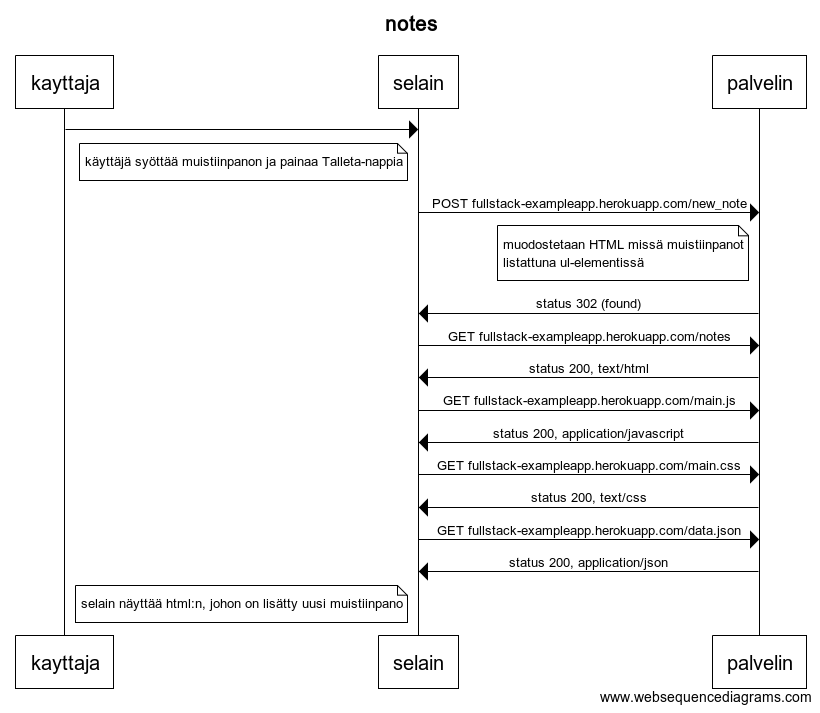 notes
kayttaja
selain
palvelin
käyttäjä syöttää muistiinpanon ja painaa Talleta-nappia
POST fullstack-exampleapp.herokuapp.com/new_note
muodostetaan HTML missä muistiinpanot
listattuna ul-elementissä
status 302 (found)
GET fullstack-exampleapp.herokuapp.com/notes
status 200, text/html
GET fullstack-exampleapp.herokuapp.com/main.js
status 200, application/javascript
GET fullstack-exampleapp.herokuapp.com/main.css
status 200, text/css
GET fullstack-exampleapp.herokuapp.com/data.json
status 200, application/json
selain näyttää html:n, johon on lisätty uusi muistiinpano
kayttaja
selain
palvelin
www.websequencediagrams.com